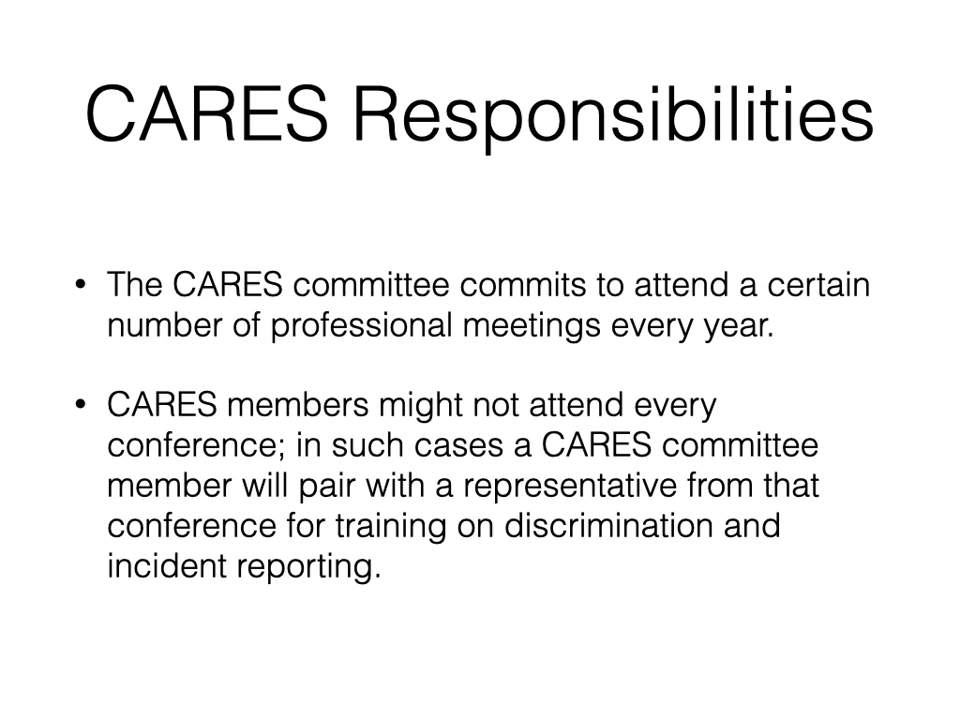 CARES Responsibilities
• The CARES committee commits to attend a certain
number of professional meetings every year.
• CARES members might not attend every
conference; in such cases a CARES committee
member will pair with a representative from that
conference for training on discrimination and
incident reporting.